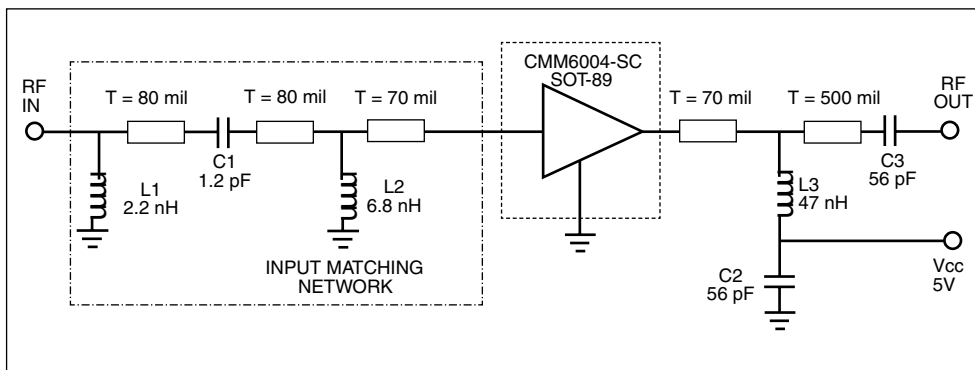 CMM6004-SC
SOT-89
RF
IN
T = 80 mil
T = 80 mil
T = 70 mil
T = 70 mil
T = 500 mil
RF
OUT
C1
1.2 pF
C3
56 pF
L1
2.2 nH
L2
6.8 nH
L3
47 nH
INPUT MATCHING
NETWORK
C2
56 pF
Vcc
5V